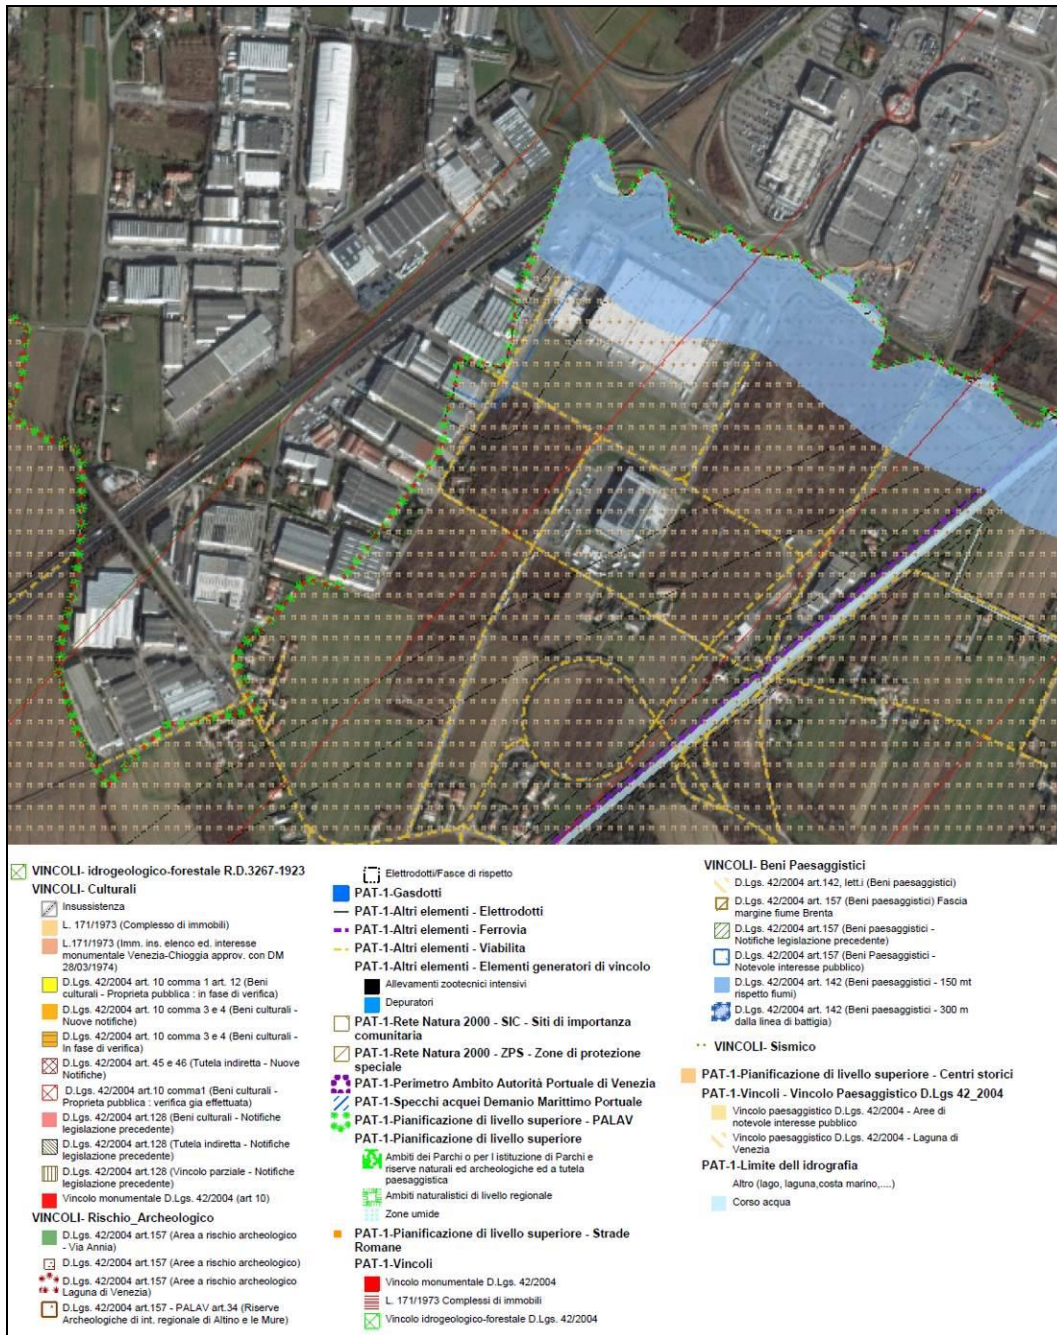 VINCOLI- idrogeologico-forestale R.D.3267-1923
VINCOLI- Culturali
Insussistenza
L. 171/1973 (Complesso di immobili)
L.171/1973 (Imm. ins. elenco ed. interesse
monumentale Venezia-Chioggia approv. con DM
28/03/1974)
D.Lgs. 42/2004 art. 10 comma 1 art. 12 (Beni
culturali - Proprieta pubblica : in fase di verifica)
D.Lgs. 42/2004 art. 10 comma 3 e 4 (Beni culturali -
Nuove notifiche)
D.Lgs. 42/2004 art. 10 comma 3 e 4 (Beni culturali -
In fase di verifica)
D.Lgs. 42/2004 art. 45 e 46 (Tutela indiretta - Nuove
Notifiche)
D.Lgs. 42/2004 art.10 comma1 (Beni culturali -
Proprieta pubblica : verifica gia effettuata)
D.Lgs. 42/2004 art.128 (Beni culturali - Notifiche
legislazione precedente)
D.Lgs. 42/2004 art.128 (Tutela indiretta - Notifiche
legislazione precedente)
D.Lgs. 42/2004 art.128 (Vincolo parziale - Notifiche
legislazione precedente)
Vincolo monumentale D.Lgs. 42/2004 (art 10)
VINCOLI- Rischio_Archeologico
D.Lgs. 42/2004 art.157 (Area a rischio archeologico
- Via Annia)
D.Lgs. 42/2004 art.157 (Aree a rischio archeologico)
D.Lgs. 42/2004 art.157 (Aree a rischio archeologico
Laguna di Venezia)
D.Lgs. 42/2004 art.157 - PALAV art.34 (Riserve
Archeologiche di int. regionale di Altino e le Mure)
Elettrodotti/Fasce di rispetto
PAT-1-Gasdotti
PAT-1-Altri elementi - Elettrodotti
PAT-1-Altri elementi - Ferrovia
PAT-1-Altri elementi - Viabilita
PAT-1-Altri elementi - Elementi generatori di vincolo
Allevamenti zootecnici intensivi
Depuratori
PAT-1-Rete Natura 2000 - SIC - Siti di importanza
comunitaria
PAT-1-Rete Natura 2000 - ZPS - Zone di protezione
speciale
PAT-1-Perimetro Ambito Autorità Portuale di Venezia
PAT-1-Specchi acquei Demanio Marittimo Portuale
PAT-1-Pianificazione di livello superiore - PALAV
PAT-1-Pianificazione di livello superiore
Ambiti dei Parchi o per l istituzione di Parchi e
riserve naturali ed archeologiche ed a tutela
paesaggistica
Ambiti naturalistici di livello regionale
Zone umide
PAT-1-Pianificazione di livello superiore - Strade
Romane
PAT-1-Vincoli
Vincolo monumentale D.Lgs. 42/2004
L. 171/1973 Complessi di immobili
Vincolo idrogeologico-forestale D.Lgs. 42/2004
VINCOLI- Beni Paesaggistici
D.Lgs. 42/2004 art.142, lett.i (Beni paesaggistici)
D.Lgs. 42/2004 art. 157 (Beni paesaggistici) Fascia
margine fiume Brenta
D.Lgs. 42/2004 art.157 (Beni paesaggistici -
Notifiche legislazione precedente)
D.Lgs. 42/2004 art.157 (Beni Paesaggistici -
Notevole interesse pubblico)
D.Lgs. 42/2004 art. 142 (Beni paesaggistici - 150 mt
rispetto fiumi)
D.Lgs. 42/2004 art. 142 (Beni paesaggistici - 300 m
dalla linea di battigia)
VINCOLI- Sismico
PAT-1-Pianificazione di livello superiore - Centri storici
PAT-1-Vincoli - Vincolo Paesaggistico D.Lgs 42_2004
Vincolo paesaggistico D.Lgs. 42/2004 - Aree di
notevole interesse pubblico
Vincolo paesaggistico D.Lgs. 42/2004 - Laguna di
Venezia
PAT-1-Limite dell idrografia
Altro (lago, laguna,costa marino,....)
Corso acqua